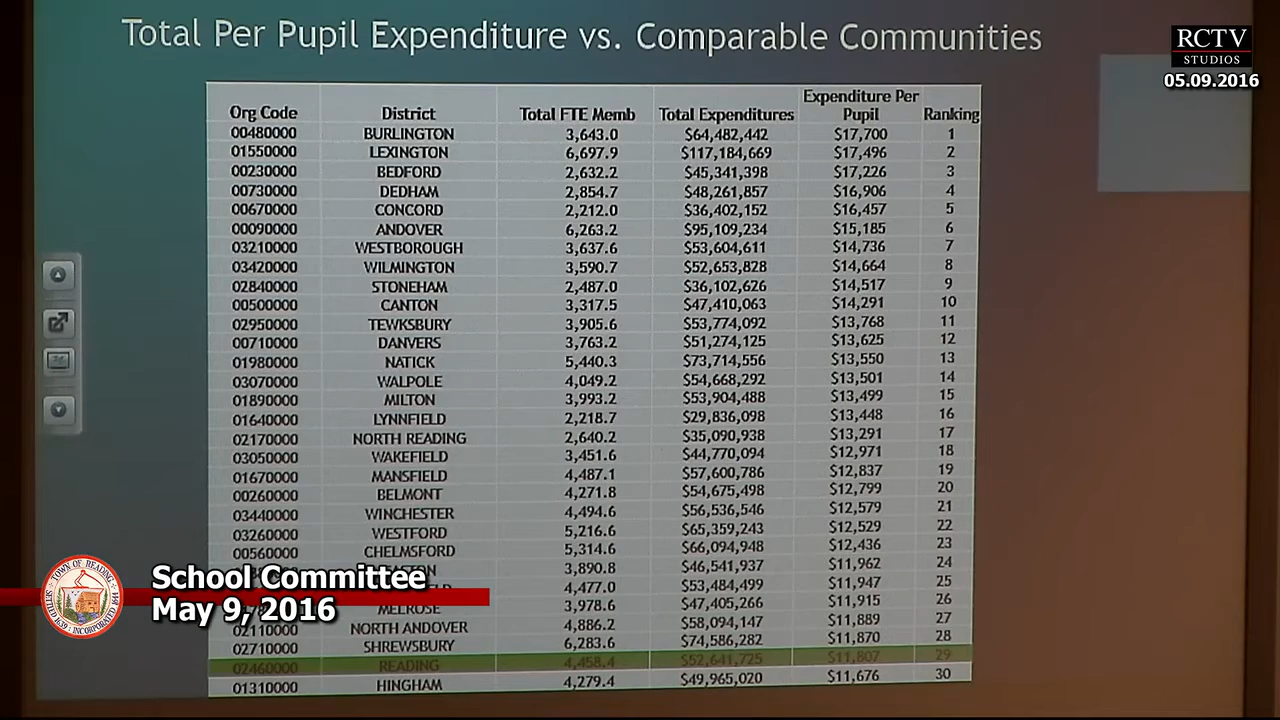 Total Per Pupil Expenditure vs. Comparable Communities
RCTV
STUDIOS
05.09.2016
Org Code District Total FTE Memb Total Expenditures Expenditure Per Pupil Ranking
00480000 BURLINGTON 3,643.0 $64,482,442 $17,700 1
01550000 LEXINGTON 6,697.9 $117,184,669 $17,496 2
00230000 BEDFORD 2,632.2 $45,341,398 $17,226 3
00730000 DEDHAM 2,854.7 $48,261,857 $16,906 4
00670000 CONCORD 2,212.0 $36,402,152 $16,457 5
00090000 ANDOVER 6,263.2 $95,109,234 $15,185 6
03210000 WESTBOROUGH 3,637.6 $53,604,611 $14,736 7
03420000 WILMINGTON 3,590.7 $52,653,828 $14,664 8
02840000 STONEHAM 2,487.0 $36,102,626 $14,517 9
00500000 CANTON 3,317.5 $47,410,063 $14,291 10
02950000 TEWKSBURY 3,905.6 $53,774,092 $13,768 11
00710000 DANVERS 3,763.2 $51,274,125 $13,625 12
01980000 NATICK 5,440.3 $73,714,556 $13,550 13
03070000 WALPOLE 4,049.2 $54,668,292 $13,501 14
01890000 MILTON 3,993.2 $53,904,488 $13,499 15
01640000 LYNNFIELD 2,218.7 $29,836,098 $13,448 16
02170000 NORTH READING 2,640.2 $35,090,938 $13,291 17
03050000 WAKEFIELD 3,451.6 $44,770,094 $12,971 18
01670000 MANSFIELD 4,487.1 $57,600,786 $12,837 19
00260000 BELMONT 4,271.8 $54,675,498 $12,799 20
03440000 WINCHESTER 4,494.6 $56,536,546 $12,579 21
03260000 WESTFORD 5,216.6 $65,359,243 $12,529 22
00560000 CHELMSFORD 5,314.6 $66,094,948 $12,436 23
3,890.8 $46,541,937 $11,962 24
4,477.0 $53,484,499 $11,947 25
MELROSE 3,978.6 $47,405,266 $11,915 26
02110000 NORTH ANDOVER 4,886.2 $58,094,147 $11,889 27
02710000 SHREWSBURY 6,283.6 $74,586,282 $11,870 28
02460000 READING 4,458.4 $52,641,725 $11,807 29
01310000 HINGHAM 4,279.4 $49,965,020 $11,676 30
School Committee
May 9, 2016
TOWN OF READING
SETTLED 1639 INCORPORATED 1644